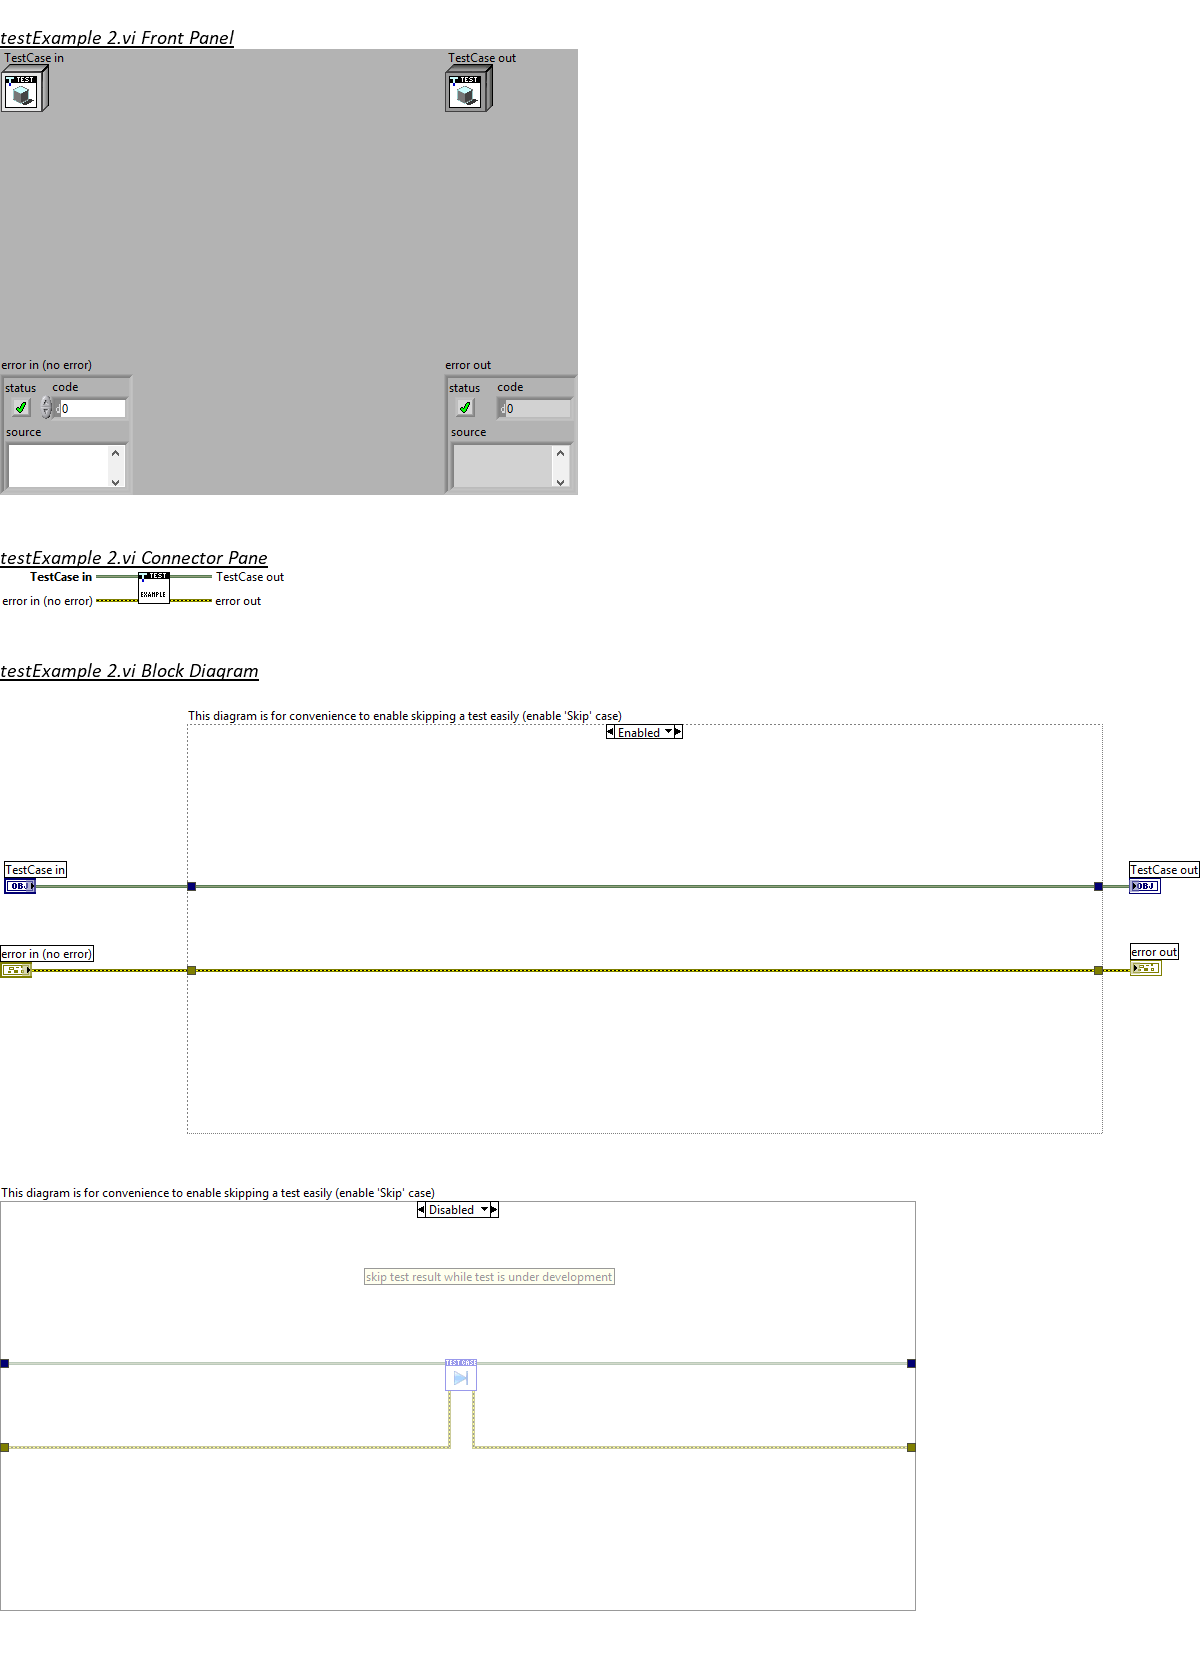 testExample 2.vi Front Panel
TestCase in
TestCase out
TEST
TEST
error in (no error)
error out
status
code
status
code
d0
d0
source
source
testExample 2.vi Connector Pane
TestCase in
TEST
EXAMPLE
TestCase out
error in (no error)
error out
testExample 2.vi Block Diagram
This diagram is for convenience to enable skipping a test easily (enable 'Skip' case)
Enabled
TestCase in
OBJ
TestCase out
OBJ
error in (no error)
error out
This diagram is for convenience to enable skipping a test easily (enable 'Skip' case)
Disabled
skip test result while test is under development
TEST CASE